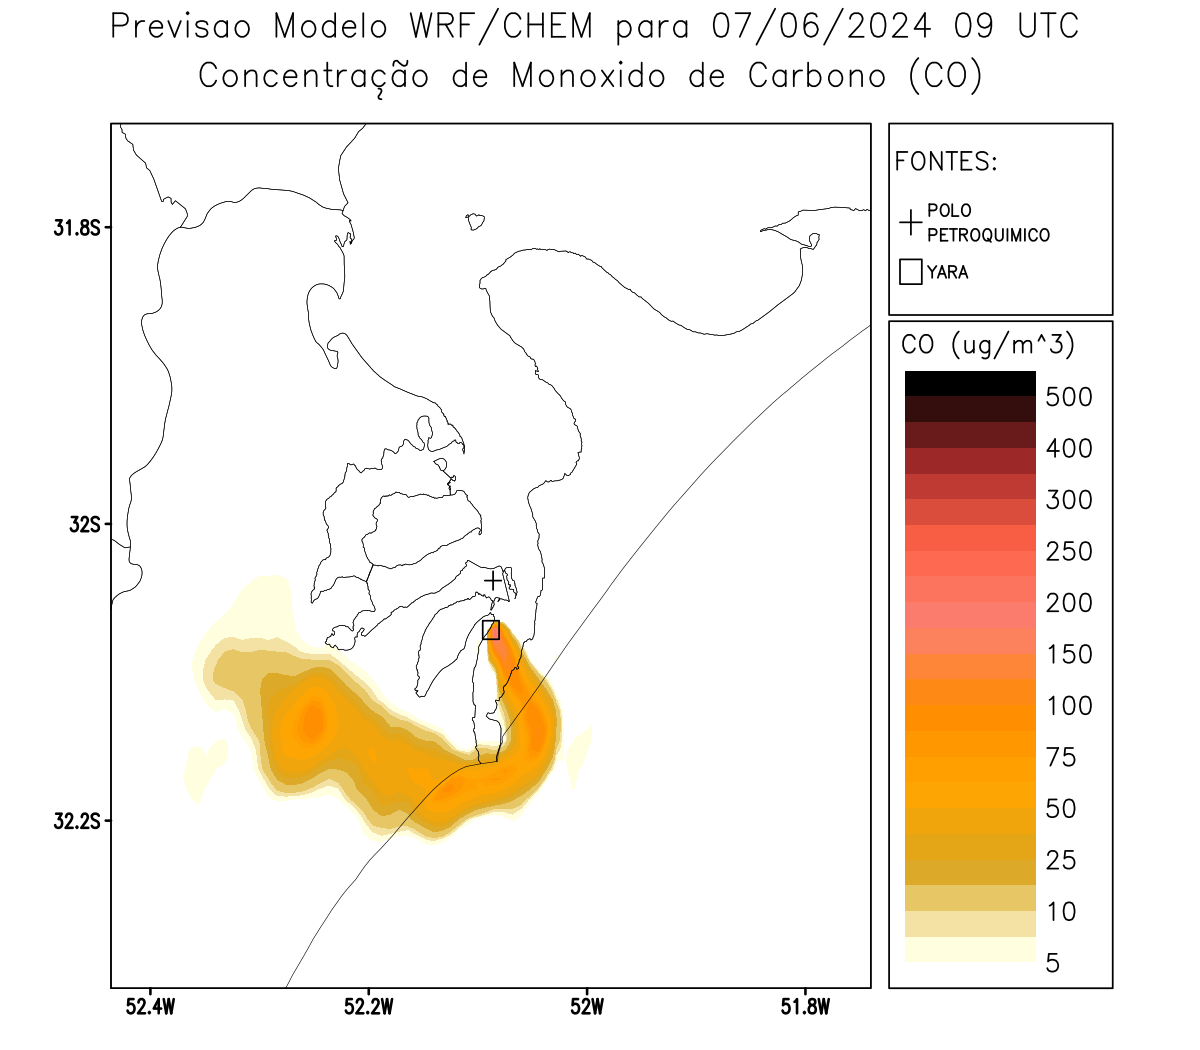 Previsao Modelo WRF/CHEM para 07/06/2024 09 UTC
Concentração de Monoxido de Carbono (CO)
FONTES:
POLO
PETROQUIMICO
YARA
CO (ug/m^3)
500
400
300
250
200
150
100
75
50
25
10
5
31.8S
32S
32.2S
52.4W
52.2W
52W
51.8W